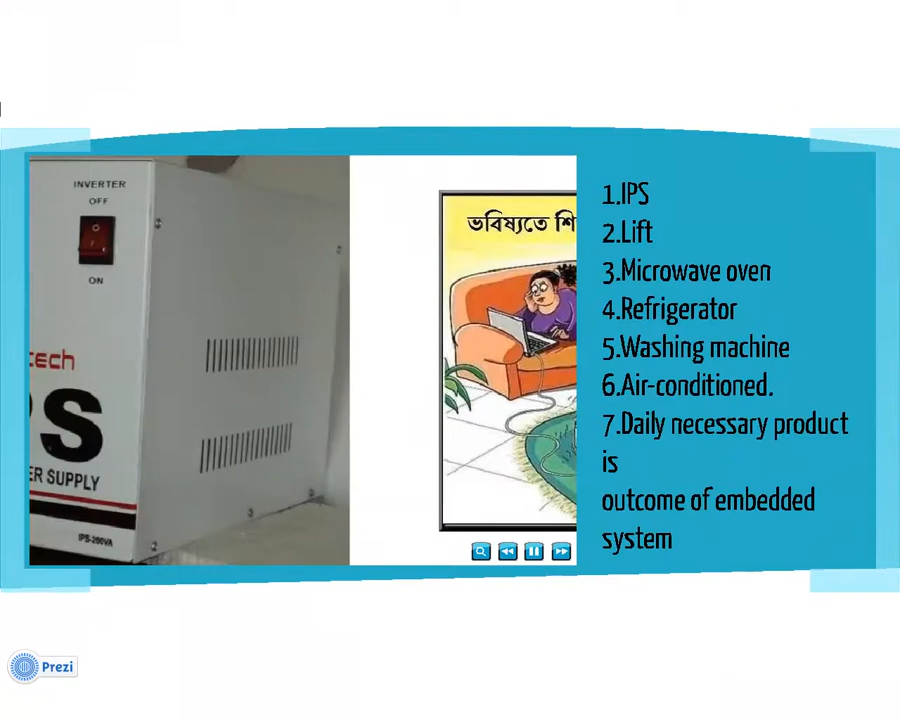 INVERTER
OFF
ON
tech
PS
ER SUPPLY
IPS-200VA
ভবিষ্যতে শি
1.IPS
2.Lift
3.Microwave oven
4.Refrigerator
5.Washing machine
6.Air-conditioned.
7.Daily necessary product
is
outcome of embedded
system
Prezi